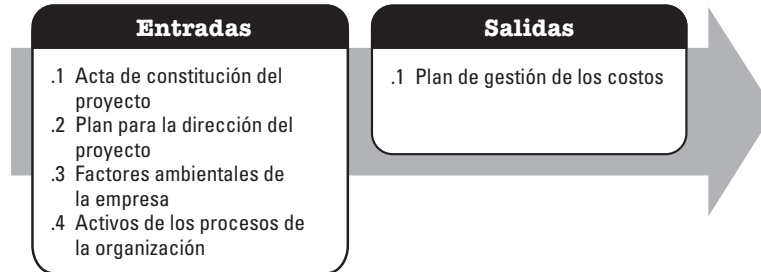 Entradas
.1 Acta de constitución del
proyecto
.2 Plan para la dirección del
proyecto
.3 Factores ambientales de
la empresa
.4 Activos de los procesos de
la organización
Salidas
.1 Plan de gestión de los costos